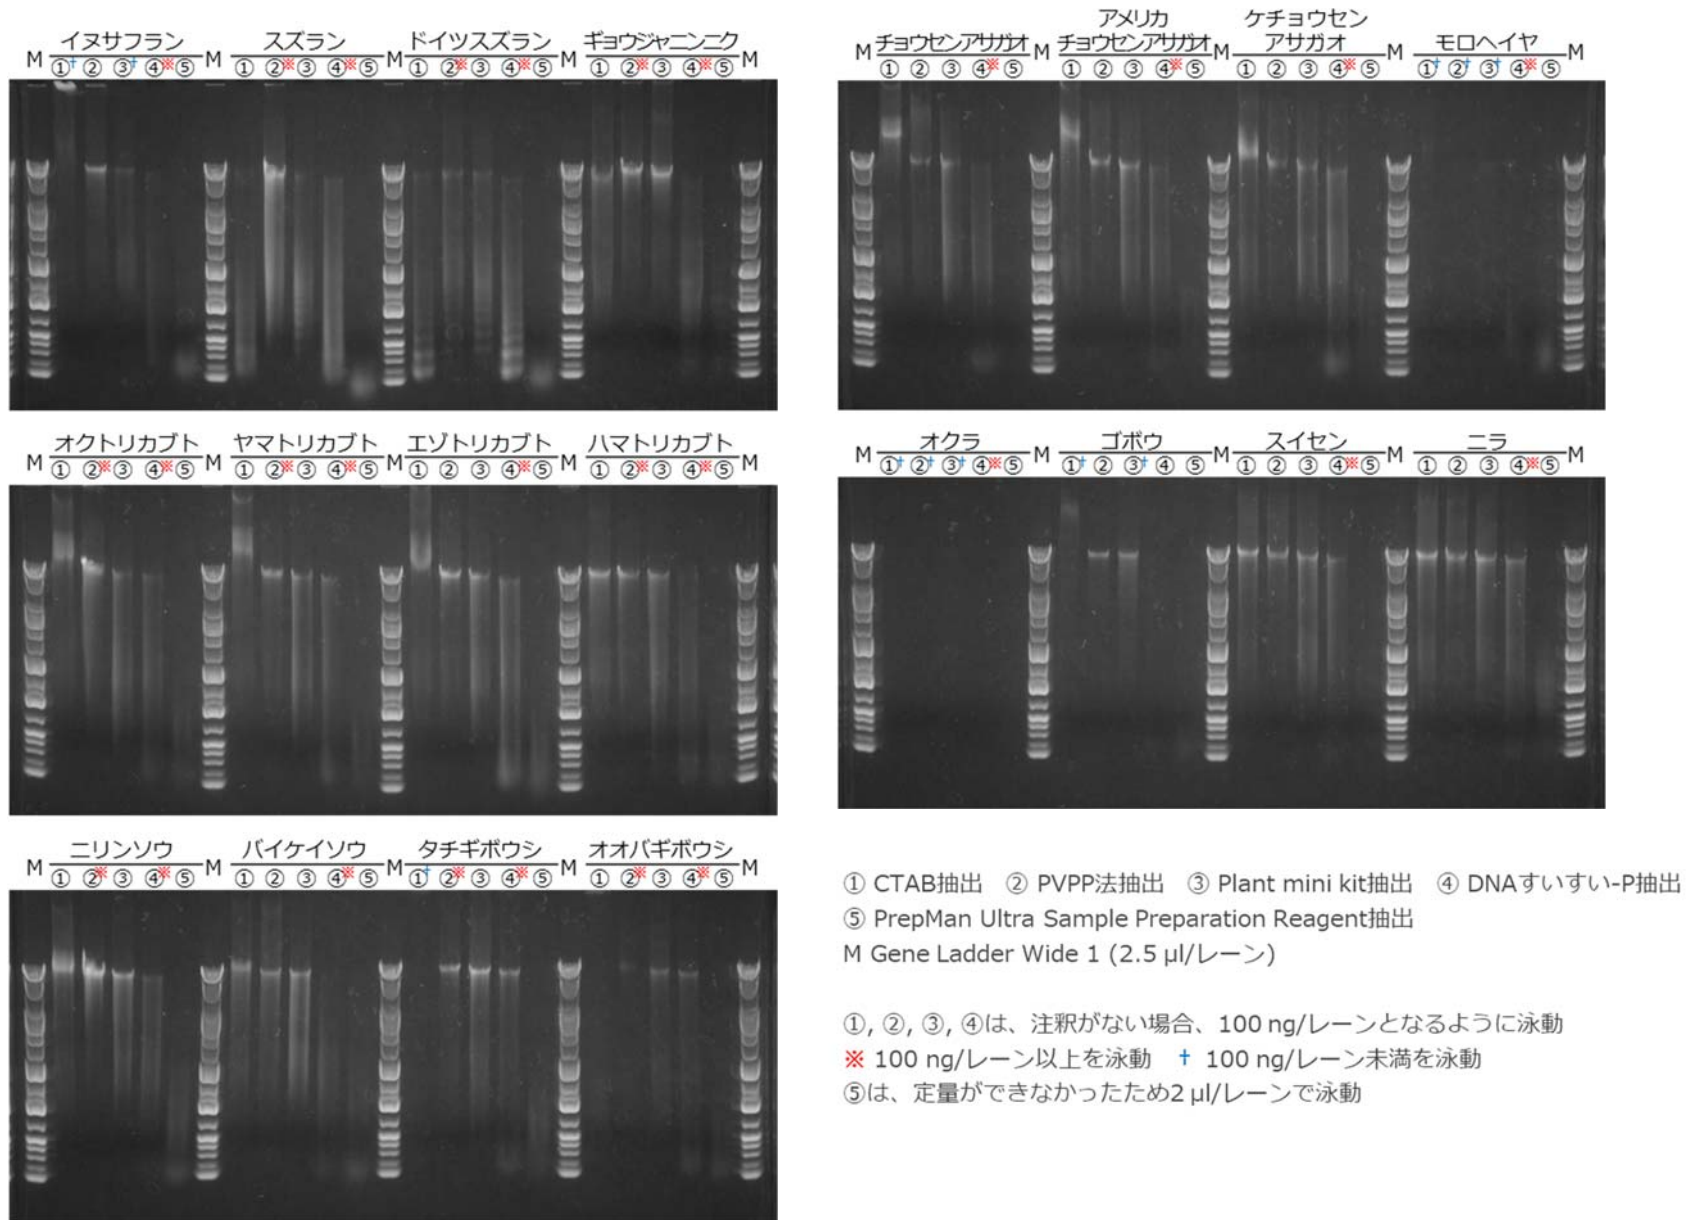 イヌサフラン スズラン ドイツスズラン ギョウジャニンニク
M ①† ② ③† ④※ ⑤ M ① ②※ ③ ④※ ⑤ M ① ②※ ③ ④※ ⑤ M ① ②※ ③ ④※ ⑤ M
オクトリカブト ヤマトリカブト エゾトリカブト ハマトリカブト
M ① ②※ ③ ④※ ⑤ M ① ②※ ③ ④※ ⑤ M ① ② ③ ④※ ⑤ M ① ②※ ③ ④※ ⑤ M
ニリンソウ バイケイソウ タチギボウシ オオバギボウシ
M ① ②※ ③ ④※ ⑤ M ① ② ③ ④※ ⑤ M ①† ②※ ③ ④※ ⑤ M ① ②※ ③ ④※ ⑤ M
チョウセンアサガオ アメリカ
チョウセンアサガオ ケチョウセン
アサガオ モロヘイヤ
M ① ② ③ ④※ ⑤ M ① ② ③ ④※ ⑤ M ① ② ③ ④※ ⑤ M ①† ②† ③† ④※ ⑤ M
オクラ ゴボウ スイセン ニラ
M ①† ②† ③† ④※ ⑤ M ①† ② ③† ④ ⑤ M ① ② ③ ④※ ⑤ M ① ② ③ ④※ ⑤ M
① CTAB抽出 ② PVPP法抽出 ③ Plant mini kit抽出 ④ DNAすいすい-P抽出
⑤ PrepMan Ultra Sample Preparation Reagent抽出
M Gene Ladder Wide 1 (2.5 μl/レーン)
①, ②, ③, ④は、注釈がない場合、100 ng/レーンとなるように泳動
※ 100 ng/レーン以上を泳動 † 100 ng/レーン未満を泳動
⑤は、定量ができなかったため2 μl/レーンで泳動